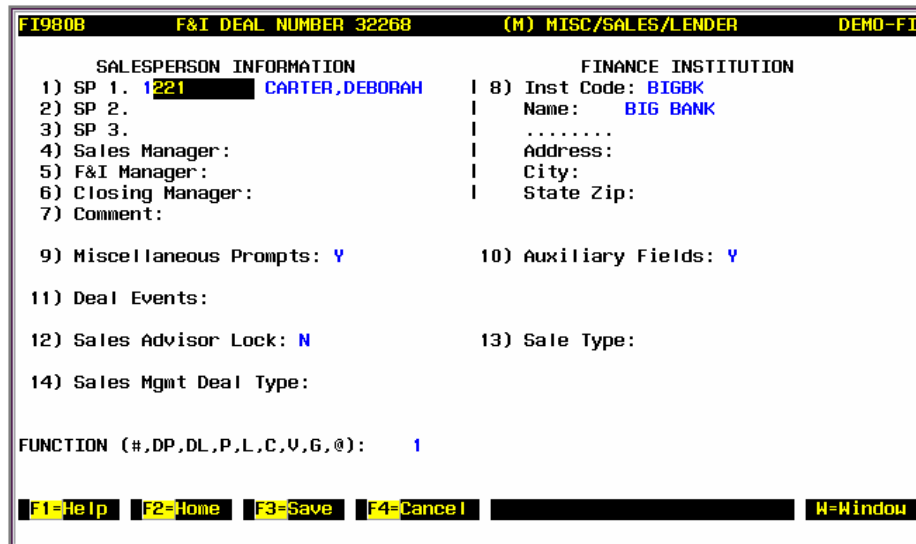 FI980B F&I DEAL NUMBER 32268 (M) MISC/SALES/LENDER DEMO-FI
SALESPERSON INFORMATION FINANCE INSTITUTION
1) SP 1. 1221 CARTER,DEBORAH | 8) Inst Code: BIGBK
2) SP 2. | Name: BIG BANK
3) SP 3. | ........
4) Sales Manager: | Address:
5) F&I Manager: | City:
6) Closing Manager: | State Zip:
7) Comment:
9) Miscellaneous Prompts: Y 10) Auxiliary Fields: Y
11) Deal Events:
12) Sales Advisor Lock: N 13) Sale Type:
14) Sales Mgmt Deal Type:
FUNCTION (#,DP,DL,P,L,C,V,G,@): 1
F1=Help F2=Home F3=Save F4=Cancel W=Window